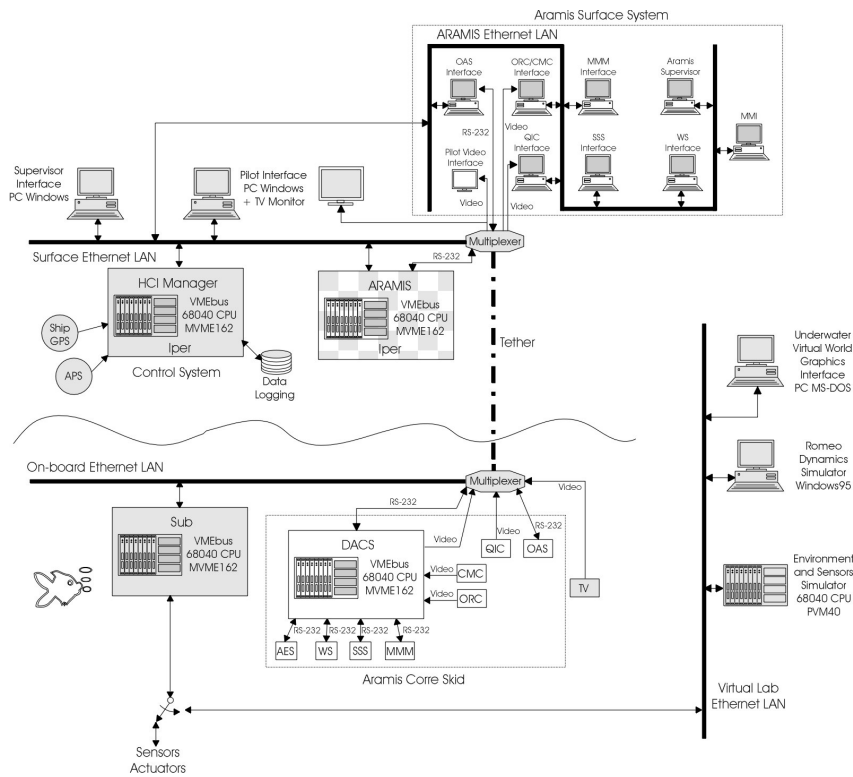 Aramis Surface System
ARAMIS Ethernet LAN
OAS
Interface
ORC/CMC
Interface
MMM
Interface
Aramis
Supervisor
MMI
RS-232
Video
Pilot Video
Interface
QIC
Interface
SSS
Interface
WS
Interface
Video
Video
Supervisor
Interface
PC Windows
Pilot Interface
PC Windows
+ TV Monitor
Multiplexer
Surface Ethernet LAN
RS-232
HCI Manager
VMEbus
68040 CPU
MVME162
Iper
ARAMIS
VMEbus
68040 CPU
MVME162
Iper
Ship
GPS
APS
Control System
Data
Logging
Tether
Underwater
Virtual World
Graphics
Interface
PC MS-DOS
Romeo
Dynamics
Simulator
Windows95
Environment
and Sensors
Simulator
68040 CPU
PVM40
Virtual Lab
Ethernet LAN
On-board Ethernet LAN
Multiplexer
Video
RS-232
Sub
VMEbus
68040 CPU
MVME162
DACS
VMEbus
68040 CPU
MVME162
Video
Video
RS-232
QIC
OAS
Video
CMC
Video
ORC
TV
RS-232
RS-232
RS-232
RS-232
AES
WS
SSS
MMM
Aramis Corre Skid
Sensors
Actuators